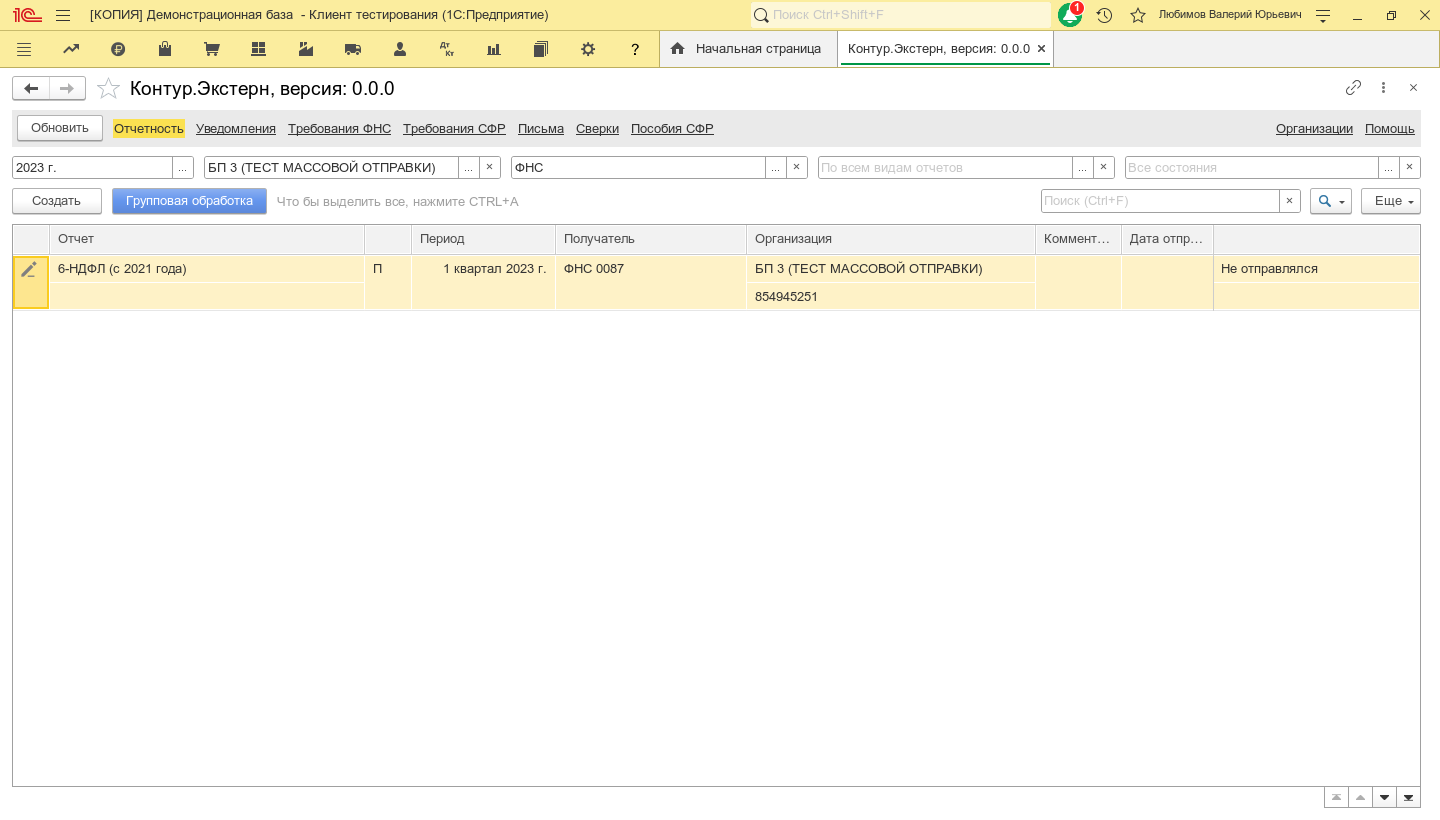 [КОПИЯ] Демонстрационная база - Клиент тестирования (1С:Предприятие)
Поиск Ctrl+Shift+F
1
Любимов Валерий Юрьевич
Дт Кт
?
Начальная страница
Контур.Экстерн, версия: 0.0.0
Контур.Экстерн, версия: 0.0.0
Обновить
Отчетность
Уведомления
Требования ФНС
Требования СФР
Письма
Сверки
Пособия СФР
Организации
Помощь
2023 г.
...
БП 3 (ТЕСТ МАССОВОЙ ОТПРАВКИ)
...
ФНС
...
По всем видам отчетов
...
Все состояния
...
Создать
Групповая обработка
Что бы выделить все, нажмите CTRL+A
Поиск (Ctrl+F)
Еще
Отчет
Период
Получатель
Организация
Коммент...
Дата отпр...
6-НДФЛ (с 2021 года)
П
1 квартал 2023 г.
ФНС 0087
БП 3 (ТЕСТ МАССОВОЙ ОТПРАВКИ)
Не отправлялся
854945251